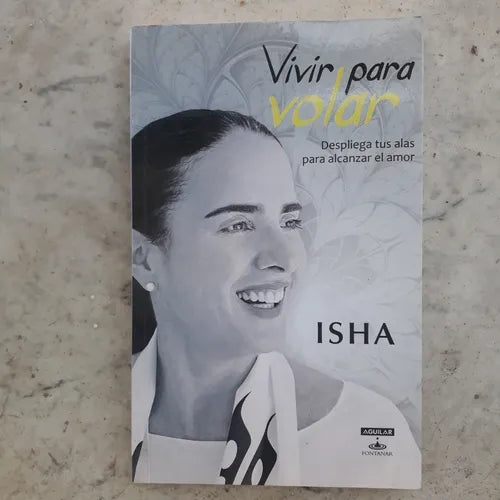 Vivir para
volar
Despliega tus alas
para alcanzar el amor
ISHA
AGUILAR
FONTANAR